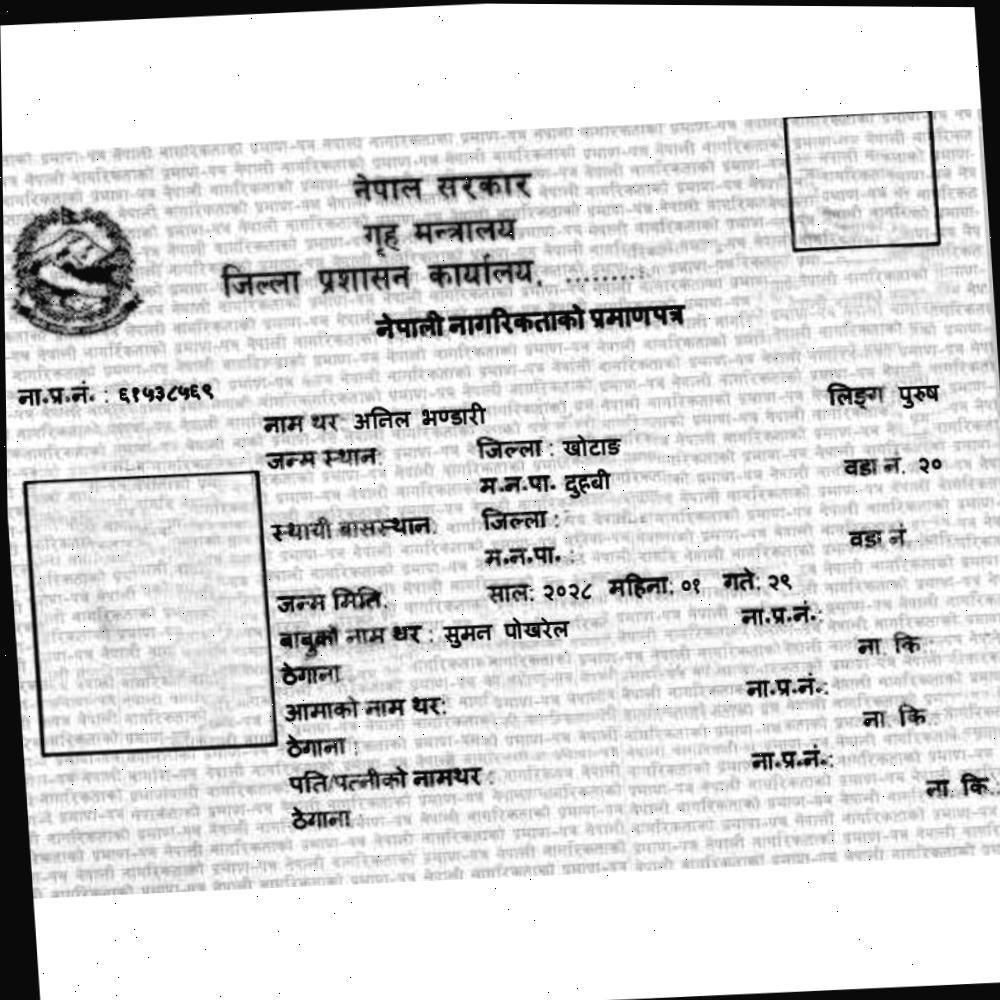 नेपाल सरकार
गृह मन्त्रालय
जिल्ला प्रशासन कार्यालय, ........
नेपाली नागरिकताको प्रमाणपत्र
ना.प्र.नं. : ६१५३८५६९ लिङ्ग पुरुष
नाम थर अनिल भण्डारी
जन्म स्थान: जिल्ला : खोटाङ
म.न.पा. दुहबी वडा नं. २०
स्थायी बासस्थान: जिल्ला :
म.न.पा. : वडा नं
जन्म मिति: साल: २०२८ महिना: ०१ गते: २९
बाबुको नाम थर : सुमन पोखरेल ना.प्र.नं.:
ठेगाना ना. कि.:
आमाको नाम थर: ना.प्र.नं.:
ठेगाना : ना. कि.
पति/पत्नीको नामथर : ना.प्र.नं.:
ठेगाना : ना. कि.: